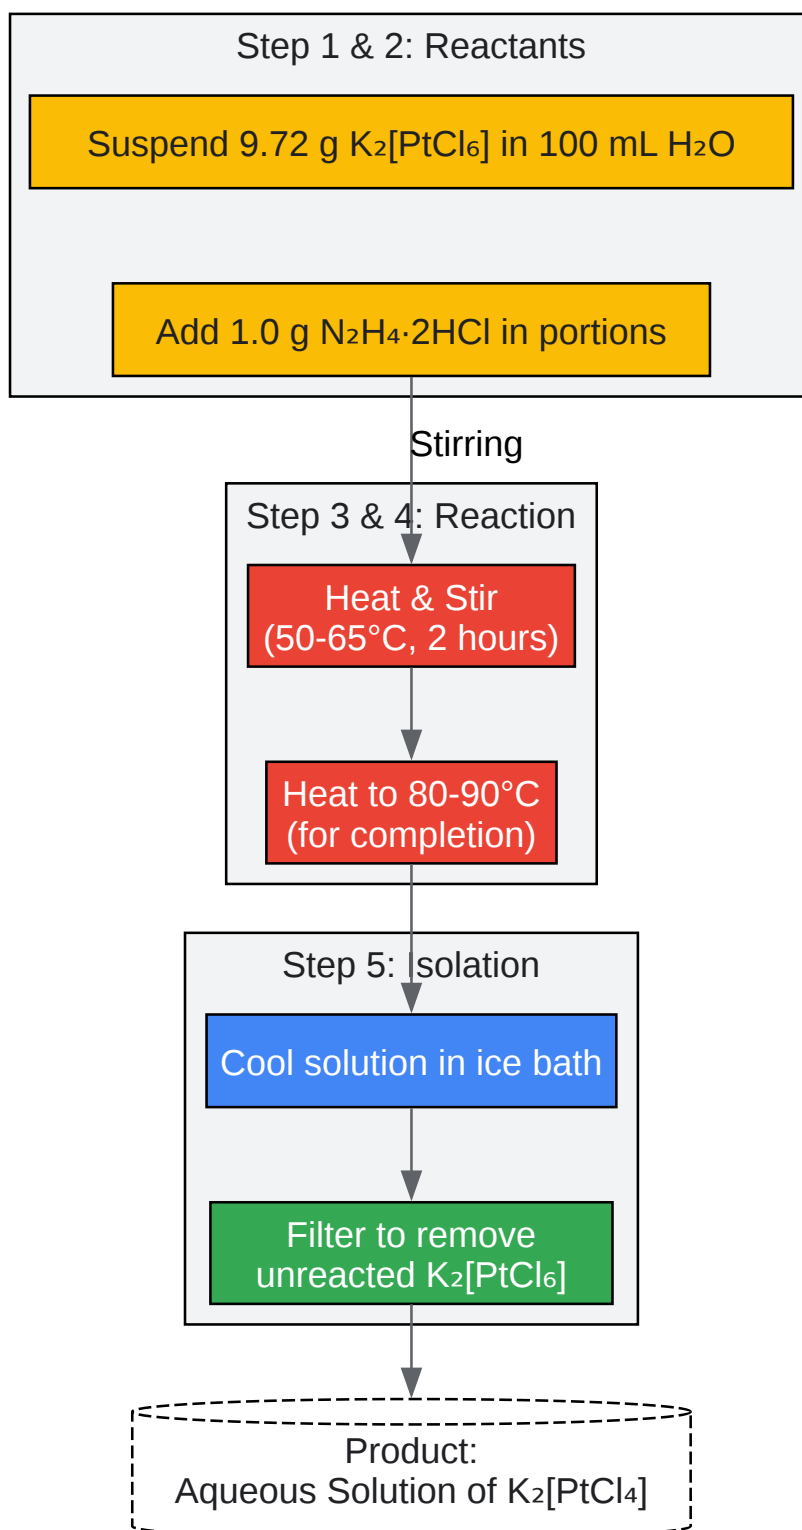 Step 1 & 2: Reactants
Suspend 9.72 g K₂[PtCl₆] in 100 mL H₂O
Add 1.0 g N₂H₄·2HCl in portions
Stirring
Step 3 & 4: Reaction
Heat & Stir
(50-65°C, 2 hours)
Heat to 80-90°C
(for completion)
Step 5: Isolation
Cool solution in ice bath
Filter to remove
unreacted K₂[PtCl₆]
Product:
Aqueous Solution of K₂[PtCl₄]